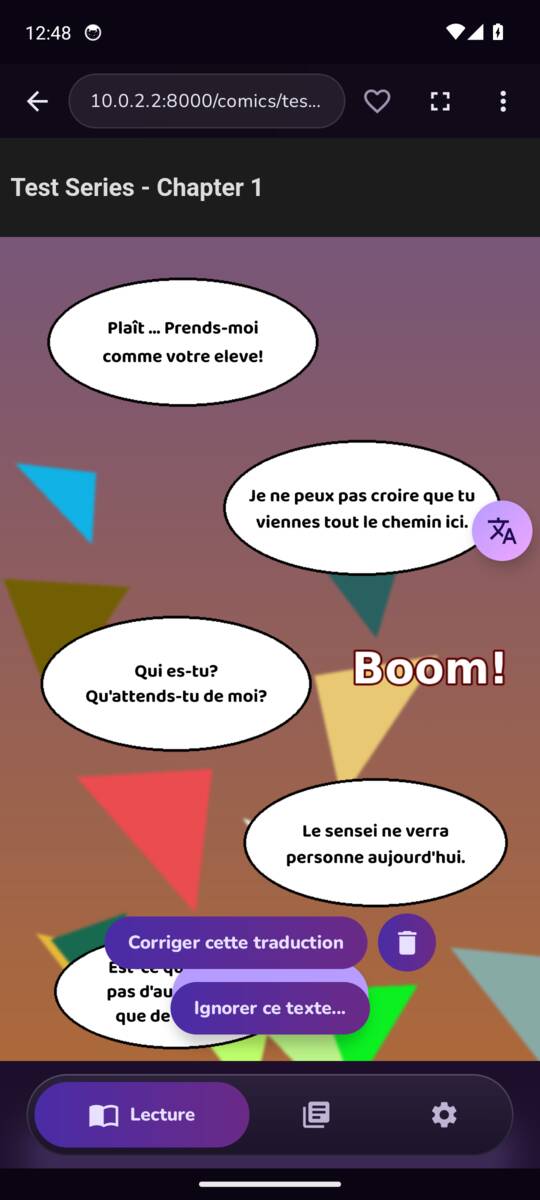 12:48
10.0.2.2:8000/comics/tes...
Test Series - Chapter 1
Plaît ... Prends-moi
comme votre eleve!
Je ne peux pas croire que tu
viennes tout le chemin ici.
Qui es-tu?
Qu'attends-tu de moi?
Boom!
Le sensei ne verra
personne aujourd'hui.
Corriger cette traduction
pas d'au
que de
Ignorer ce texte...
Lecture